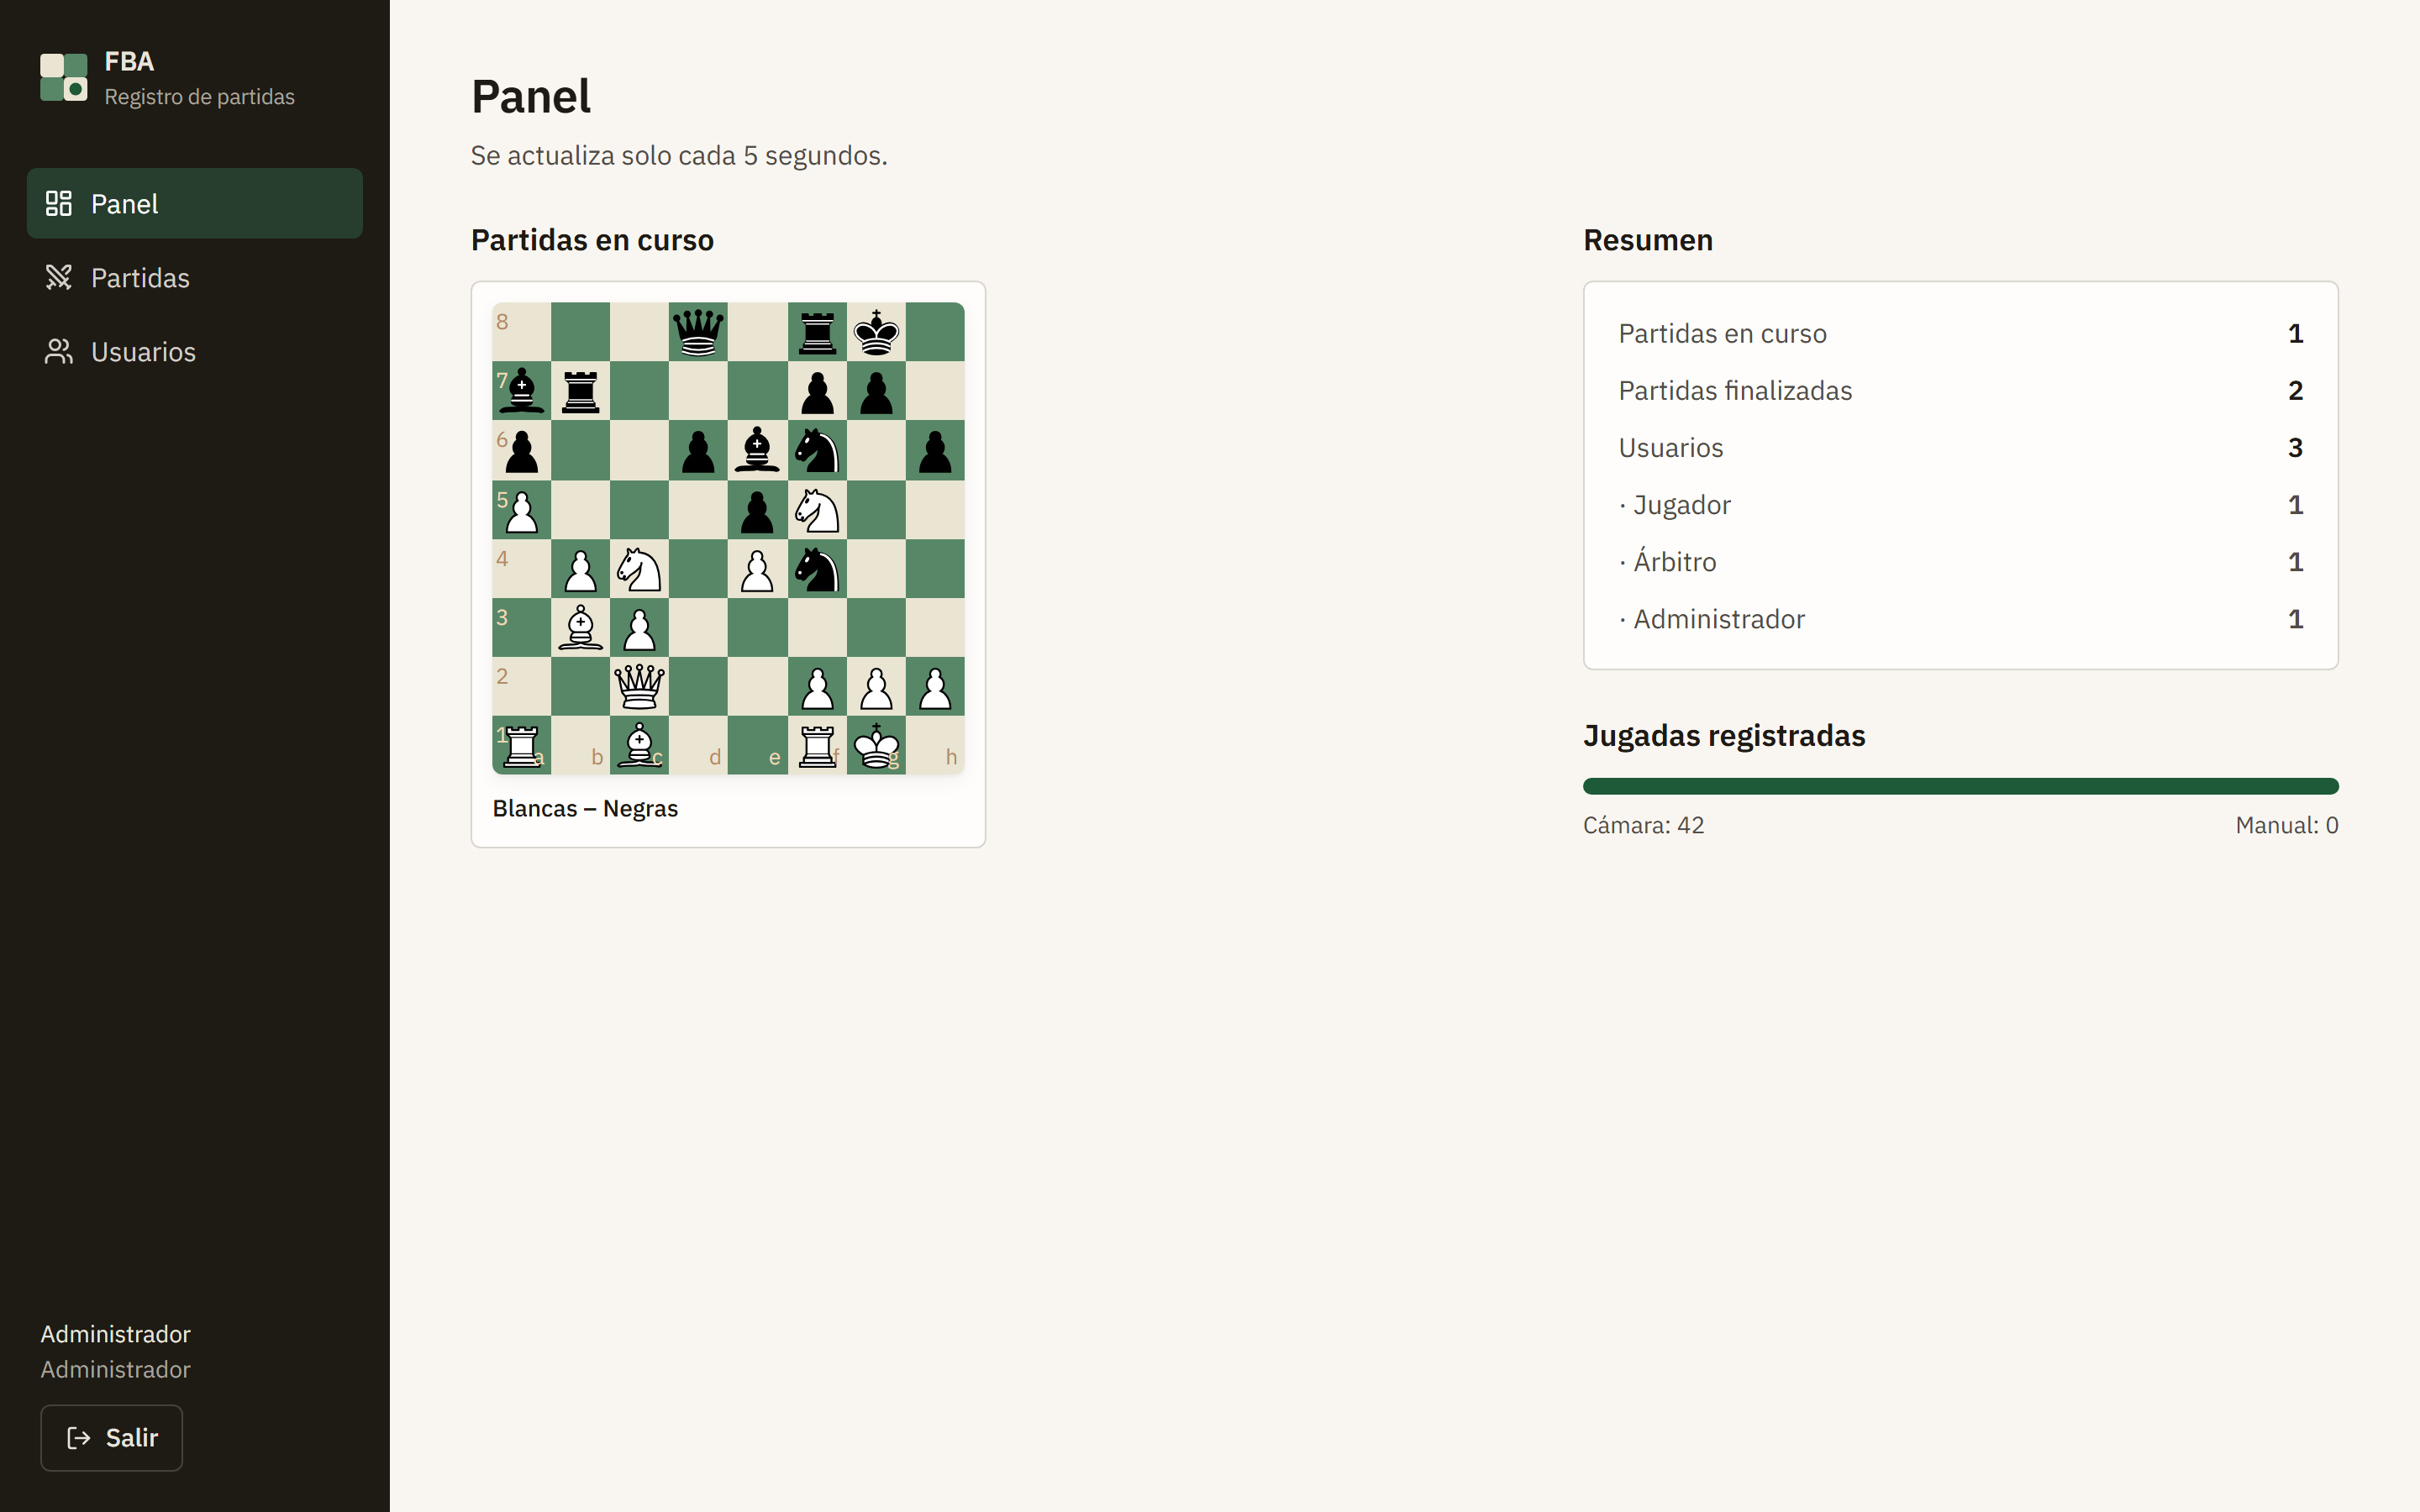 FBA
Registro de partidas
Panel
Partidas
Usuarios
Administrador
Administrador
Salir
Panel
Se actualiza solo cada 5 segundos.
Partidas en curso
8
7
6
5
4
3
2
1
a b c d e f g h
Blancas – Negras
Resumen
Partidas en curso 1
Partidas finalizadas 2
Usuarios 3
· Jugador 1
· Árbitro 1
· Administrador 1
Jugadas registradas
Cámara: 42 Manual: 0